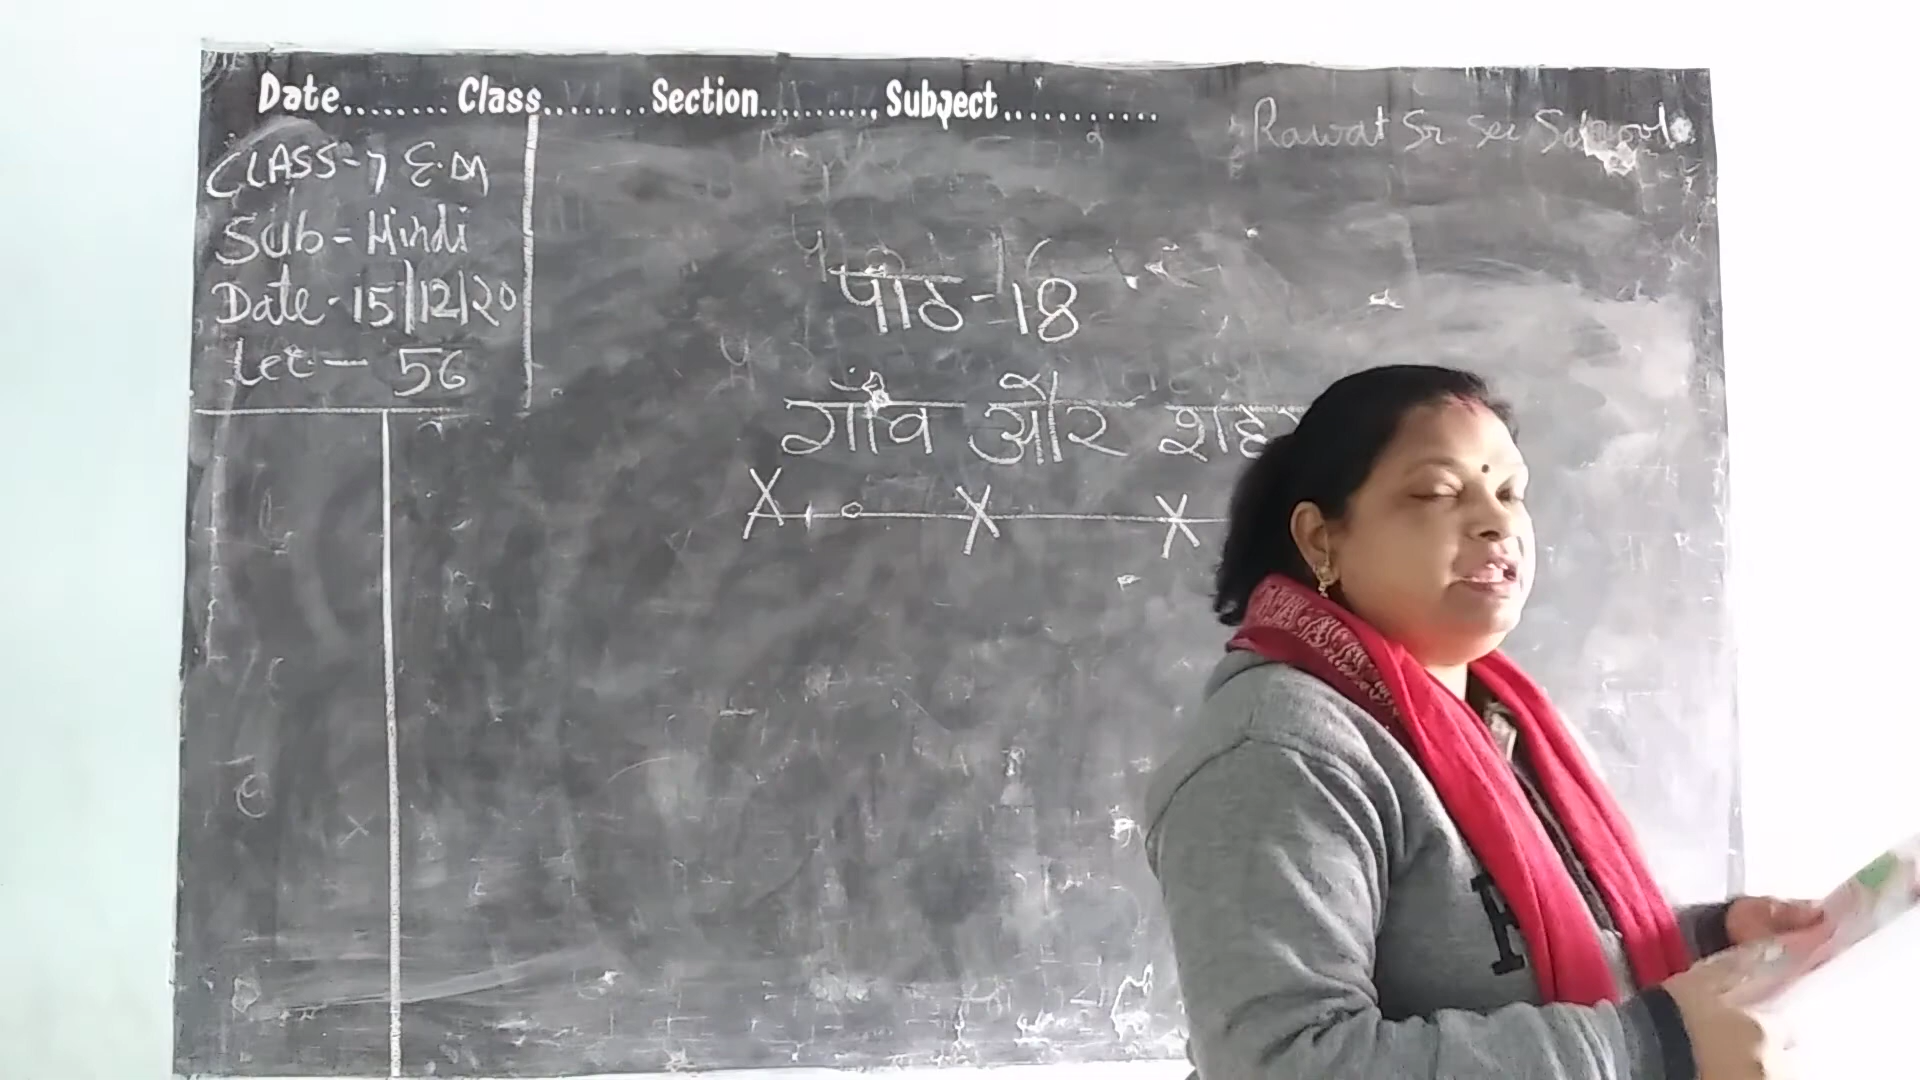 Date........ Class....... Section.........., Subject............
Rawat Sr Sec School
CLASS-7 E.M
Sub-Hindi
Date-15/12/20
Lec-56
पाठ-18
गाँव और